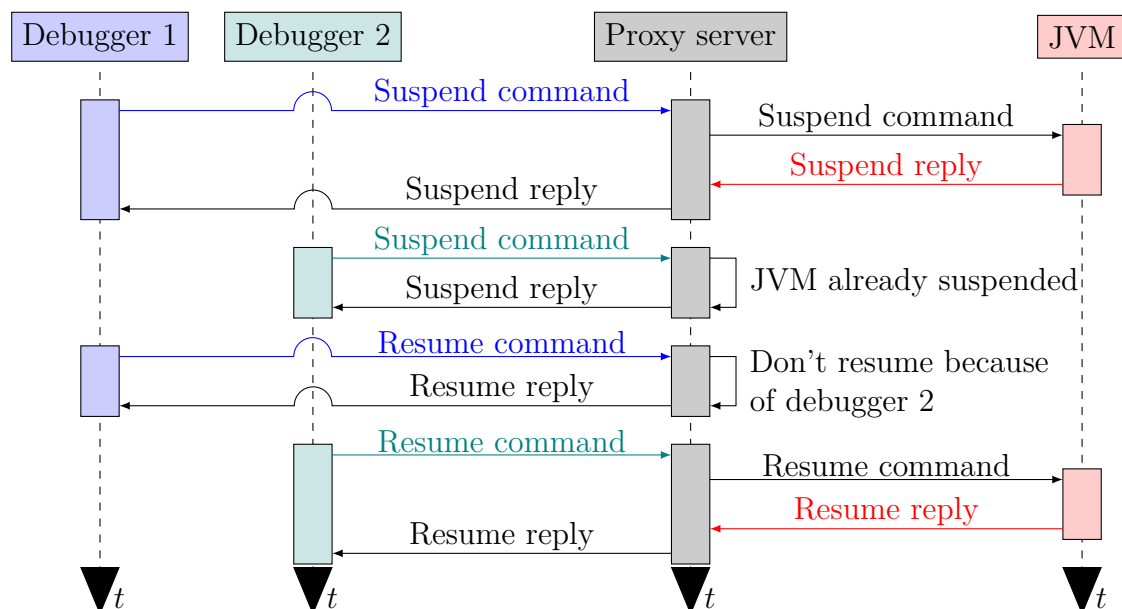 Debugger 1
Debugger 2
Proxy server
JVM
Suspend command
Suspend command
Suspend reply
Suspend reply
Suspend command
JVM already suspended
Suspend reply
Resume command
Don't resume because
of debugger 2
Resume reply
Resume command
Resume command
Resume reply
Resume reply
t
t
t
t